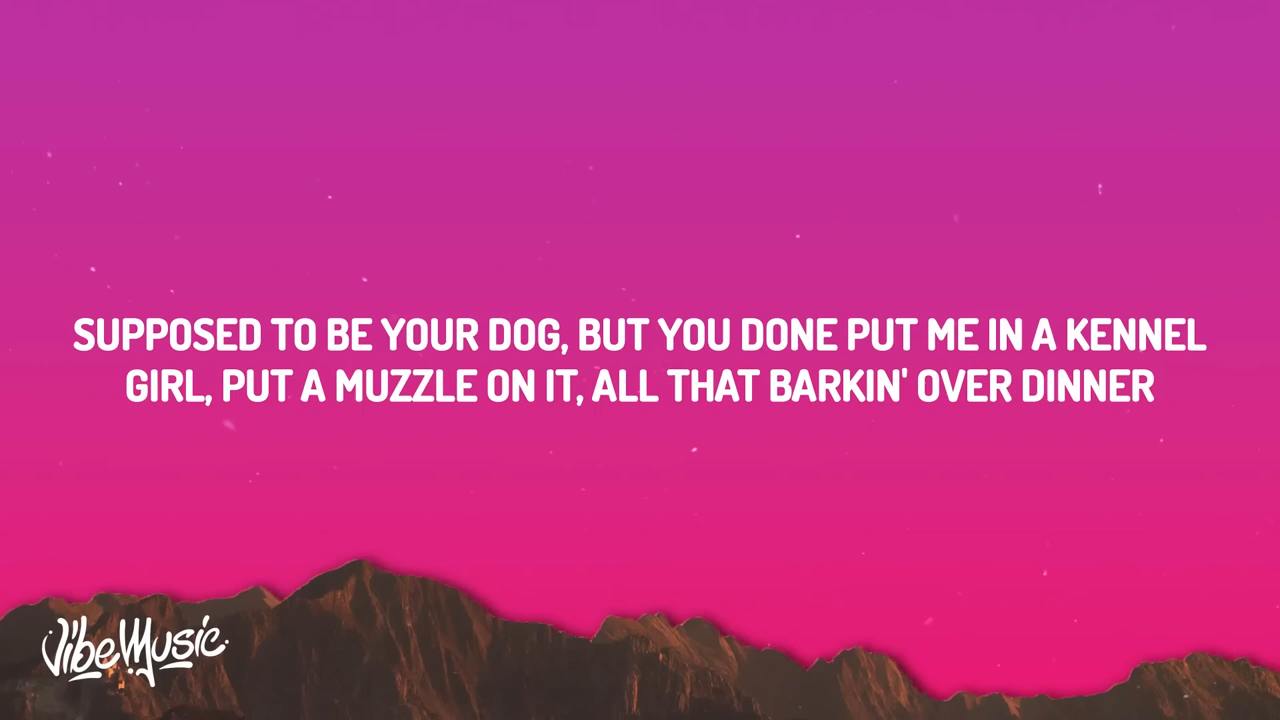 SUPPOSED TO BE YOUR DOG, BUT YOU DONE PUT ME IN A KENNEL
GIRL, PUT A MUZZLE ON IT, ALL THAT BARKIN' OVER DINNER
VibeMusic